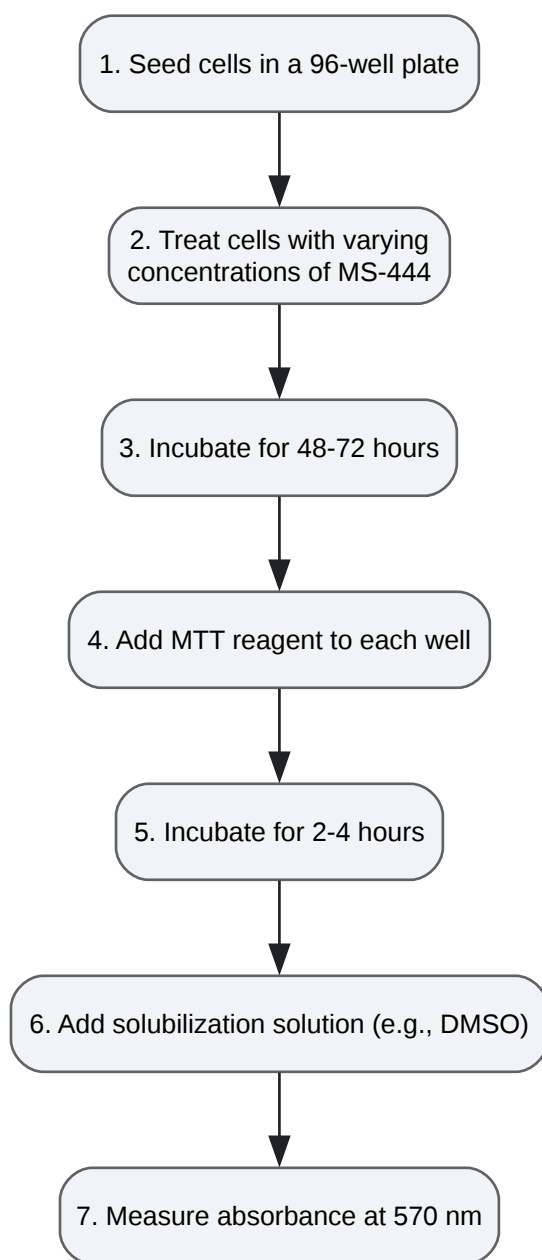 1. Seed cells in a 96-well plate
2. Treat cells with varying
concentrations of MS-444
3. Incubate for 48-72 hours
4. Add MTT reagent to each well
5. Incubate for 2-4 hours
6. Add solubilization solution (e.g., DMSO)
7. Measure absorbance at 570 nm